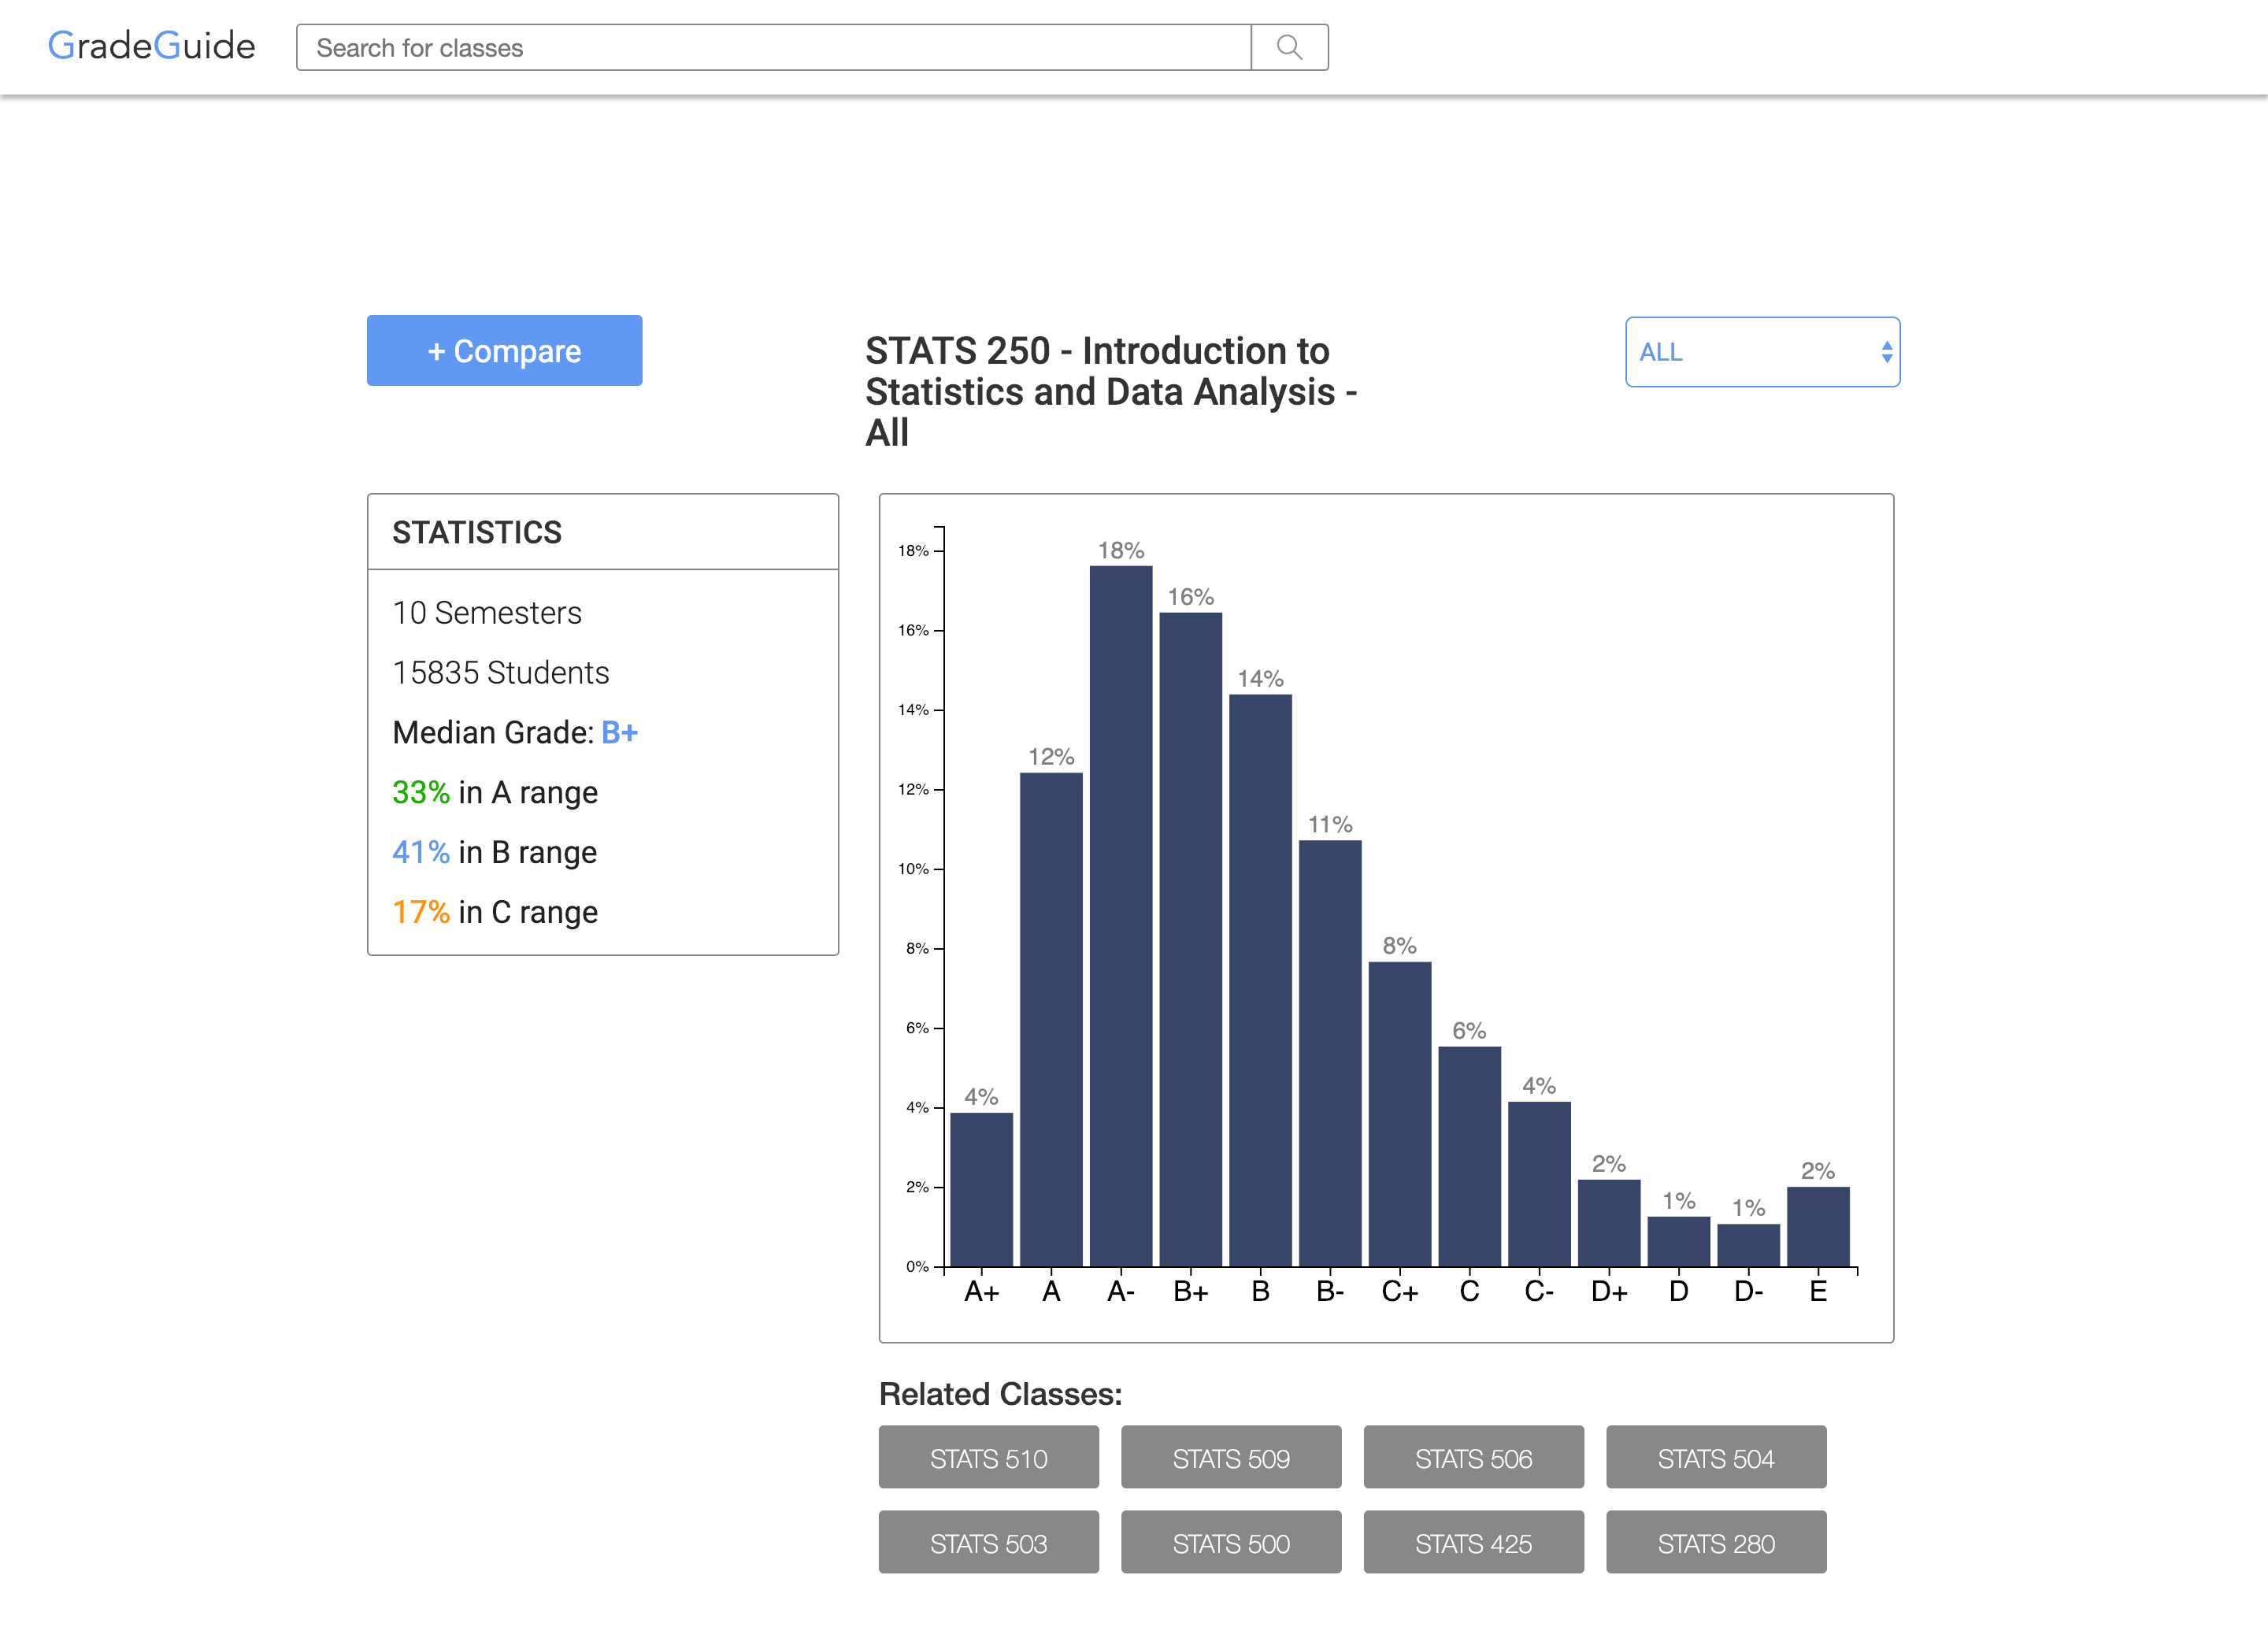 GradeGuide
Search for classes
+ Compare
STATS 250 - Introduction to
Statistics and Data Analysis -
All
ALL
STATISTICS
10 Semesters
15835 Students
Median Grade: B+
33% in A range
41% in B range
17% in C range
18%
16%
14%
12%
10%
8%
6%
4%
2%
0%
4%
12%
18%
16%
14%
11%
8%
6%
4%
2%
1%
1%
2%
A+ A A- B+ B B- C+ C C- D+ D D- E
Related Classes:
STATS 510 STATS 509 STATS 506 STATS 504
STATS 503 STATS 500 STATS 425 STATS 280